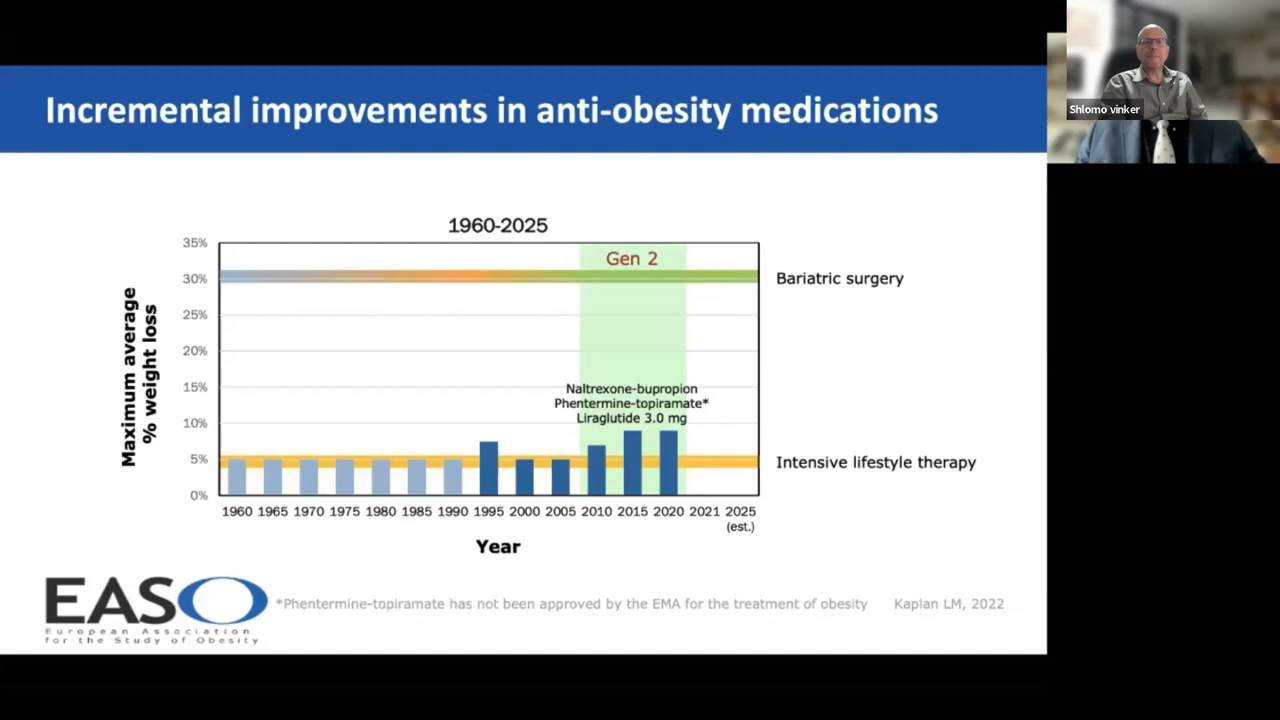 Incremental improvements in anti-obesity medications
Shlomo vinker
1960-2025
Maximum average
% weight loss
35%
30%
25%
20%
15%
10%
5%
0%
Gen 2
Bariatric surgery
Naltrexone-bupropion
Phentermine-topiramate*
Liraglutide 3.0 mg
Intensive lifestyle therapy
1960 1965 1970 1975 1980 1985 1990 1995 2000 2005 2010 2015 2020 2021 2025
(est.)
Year
EASO
European Association
for the Study of Obesity
*Phentermine-topiramate has not been approved by the EMA for the treatment of obesity
Kaplan LM, 2022